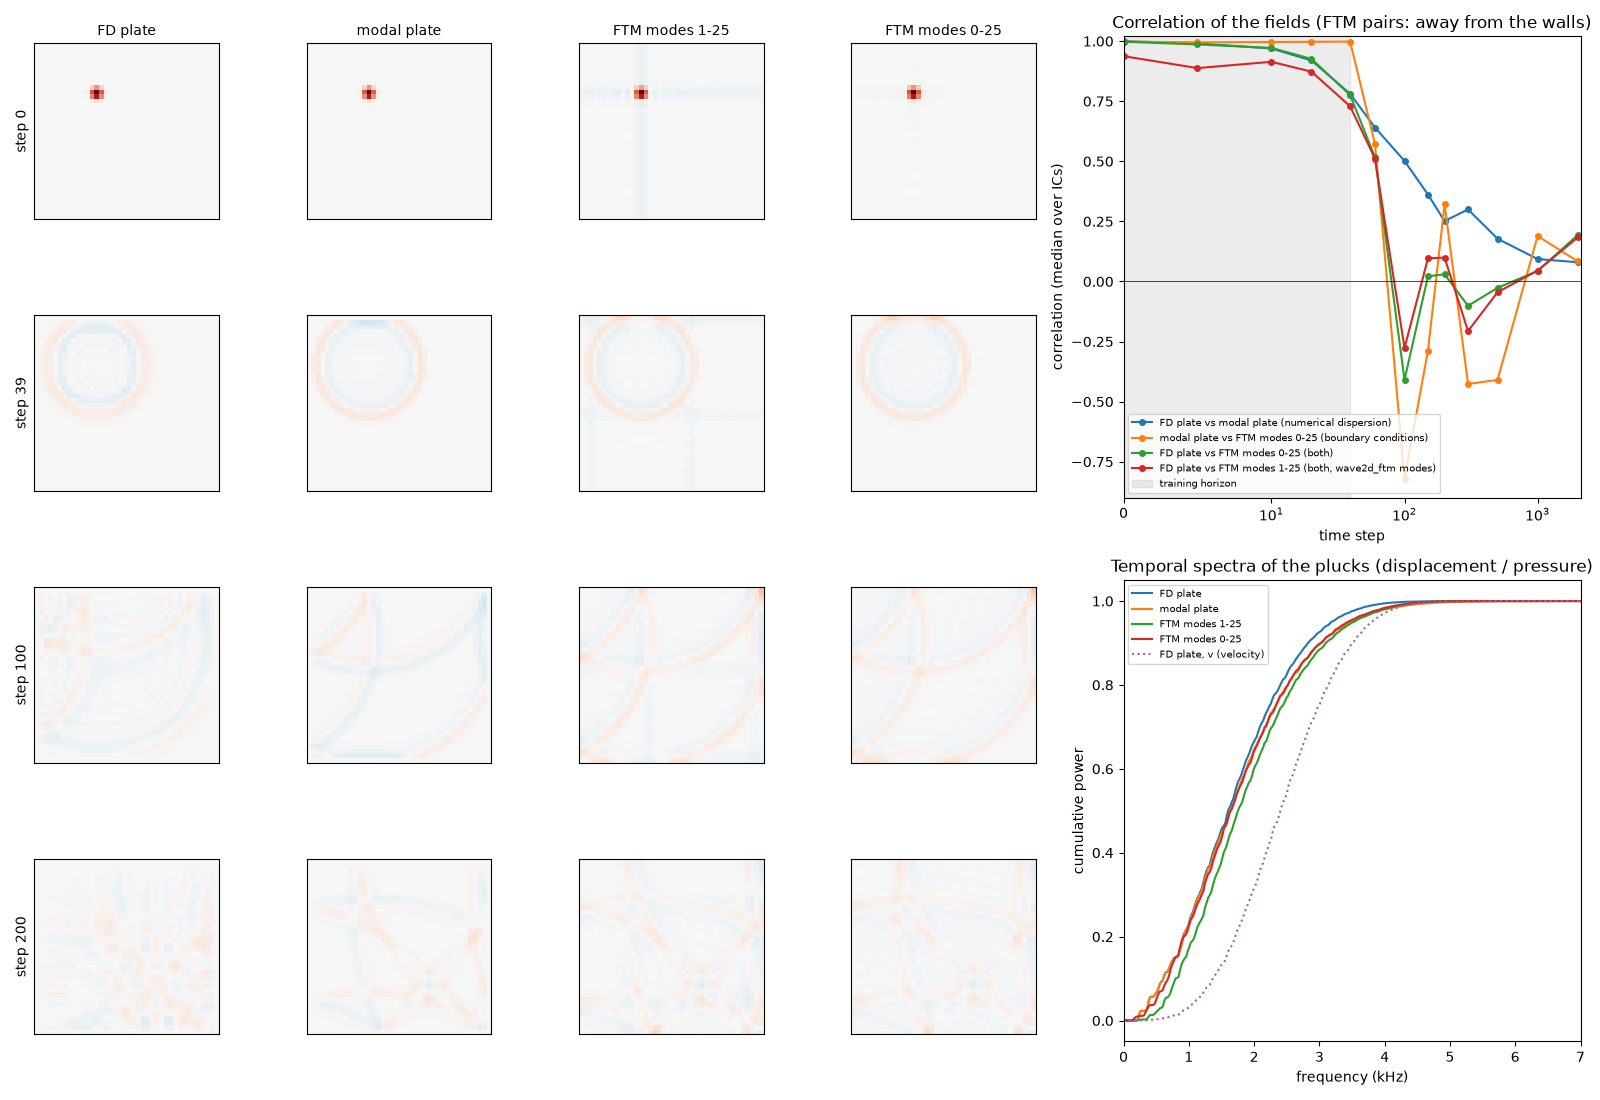 FD plate
modal plate
FTM modes 1-25
FTM modes 0-25
step 0
step 39
step 100
step 200
Correlation of the fields (FTM pairs: away from the walls)
correlation (median over ICs)
1.00
0.75
0.50
0.25
0.00
−0.25
−0.50
−0.75
FD plate vs modal plate (numerical dispersion)
modal plate vs FTM modes 0-25 (boundary conditions)
FD plate vs FTM modes 0-25 (both)
FD plate vs FTM modes 1-25 (both, wave2d_ftm modes)
training horizon
0
10¹
10²
10³
time step
Temporal spectra of the plucks (displacement / pressure)
cumulative power
1.0
0.8
0.6
0.4
0.2
0.0
FD plate
modal plate
FTM modes 1-25
FTM modes 0-25
FD plate, v (velocity)
0 1 2 3 4 5 6 7
frequency (kHz)